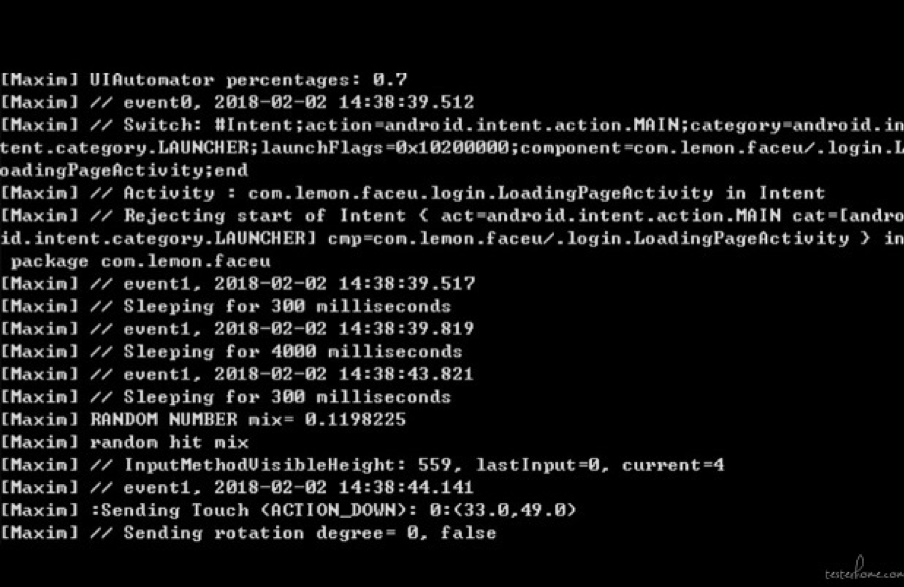 [Maxim] UIAutomator percentages: 0.7
[Maxim] // event0, 2018-02-02 14:38:39.512
[Maxim] // Switch: #Intent;action=android.intent.action.MAIN;category=android.in
tent.category.LAUNCHER;launchFlags=0x10200000;component=com.lemon.faceu/.login.L
oadingPageActivity;end
[Maxim] // Activity : com.lemon.faceu.login.LoadingPageActivity in Intent
[Maxim] // Rejecting start of Intent { act=android.intent.action.MAIN cat=[andro
id.intent.category.LAUNCHER] cmp=com.lemon.faceu/.login.LoadingPageActivity } in
 package com.lemon.faceu
[Maxim] // event1, 2018-02-02 14:38:39.517
[Maxim] // Sleeping for 300 milliseconds
[Maxim] // event1, 2018-02-02 14:38:39.819
[Maxim] // Sleeping for 4000 milliseconds
[Maxim] // event1, 2018-02-02 14:38:43.821
[Maxim] // Sleeping for 300 milliseconds
[Maxim] RANDOM NUMBER mix= 0.1198225
[Maxim] random hit mix
[Maxim] // InputMethodVisibleHeight: 559, lastInput=0, current=4
[Maxim] // event1, 2018-02-02 14:38:44.141
[Maxim] :Sending Touch (ACTION_DOWN): 0:(33.0,49.0)
[Maxim] // Sending rotation degree= 0, false
testerhome.com